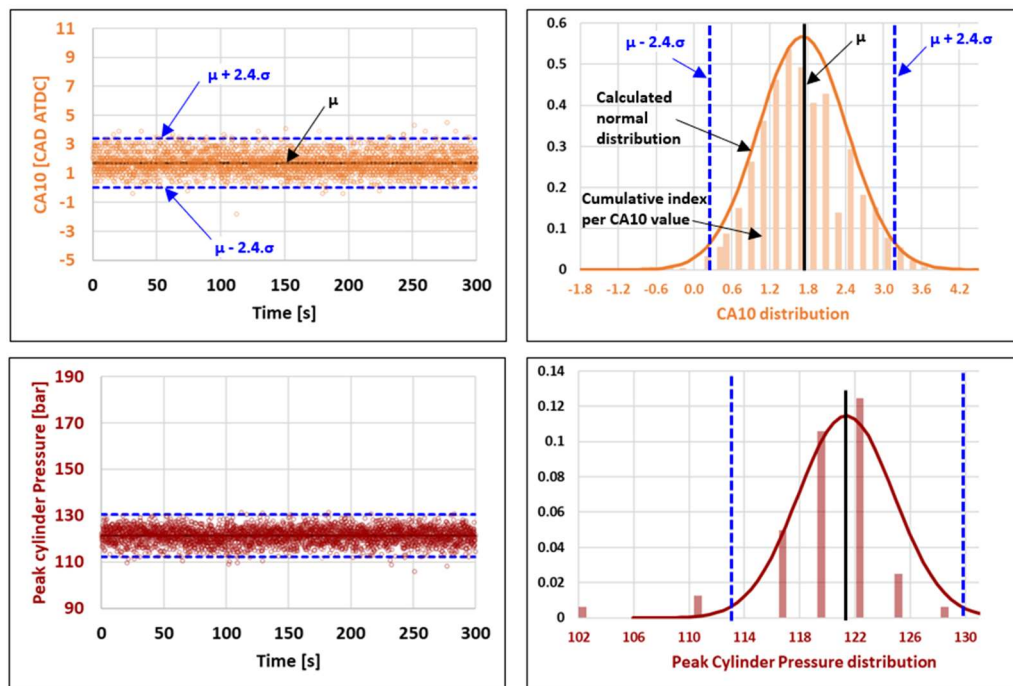 11
9
7
5
3
1
-1
-3
-5
CA10 [CAD ATDC]
μ + 2.4.σ
μ
μ - 2.4.σ
0 50 100 150 200 250 300
Time [s]
0.6
0.5
0.4
0.3
0.2
0.1
0
μ - 2.4.σ
μ
μ + 2.4.σ
Calculated
normal
distribution
Cumulative index
per CA10 value
-1.8 -1.2 -0.6 0.0 0.6 1.2 1.8 2.4 3.0 3.6 4.2
CA10 distribution
190
170
150
130
110
90
Peak cylinder Pressure [bar]
0 50 100 150 200 250 300
Time [s]
0.14
0.12
0.1
0.08
0.06
0.04
0.02
0
102 106 110 114 118 122 126 130
Peak Cylinder Pressure distribution